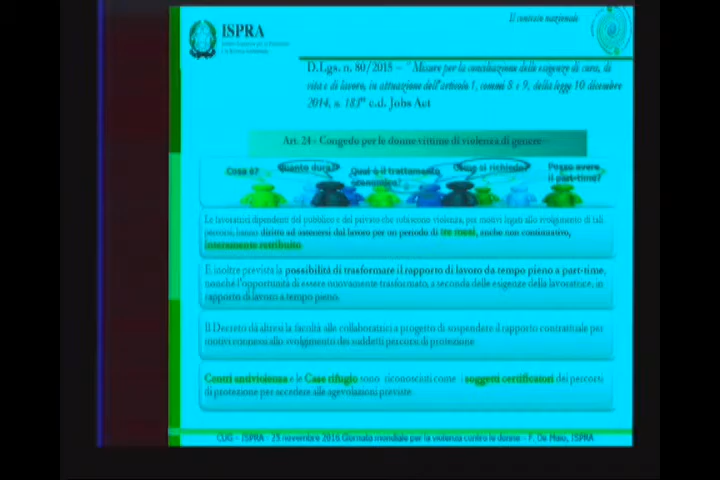 Il contesto nazionale
ISPRA
D.Lgs. n. 80/2015 – "Misure per la conciliazione delle esigenze di cura, di
vita e di lavoro, in attuazione dell'articolo 1, commi 8 e 9, della legge 10 dicembre
2014, n. 183" c.d. Jobs Act
Art. 24 - Congedo per le donne vittime di violenza di genere
Cosa è? Quanto dura? Qual è il trattamento economico? Come si richiede? Posso avere il part-time?
Le lavoratrici dipendenti del pubblico e del privato che subiscono violenza, per motivi legati allo svolgimento di tali
percorsi, hanno diritto ad astenersi dal lavoro per un periodo di tre mesi, anche non continuativo,
interamente retribuito
È inoltre prevista la possibilità di trasformare il rapporto di lavoro da tempo pieno a part-time,
nonché l'opportunità di essere nuovamente trasformato, a seconda delle esigenze della lavoratrice, in
rapporto di lavoro a tempo pieno.
Il Decreto dà altresì la facoltà alle collaboratrici a progetto di sospendere il rapporto contrattuale per
motivi connessi allo svolgimento dei suddetti percorsi di protezione
Centri antiviolenza e le Case rifugio sono riconosciuti come i soggetti certificatori dei percorsi
di protezione per accedere alle agevolazioni previste
CUG – ISPRA - 25 novembre 2016 Giornata mondiale per la violenza contro le donne – F. De Maio, ISPRA